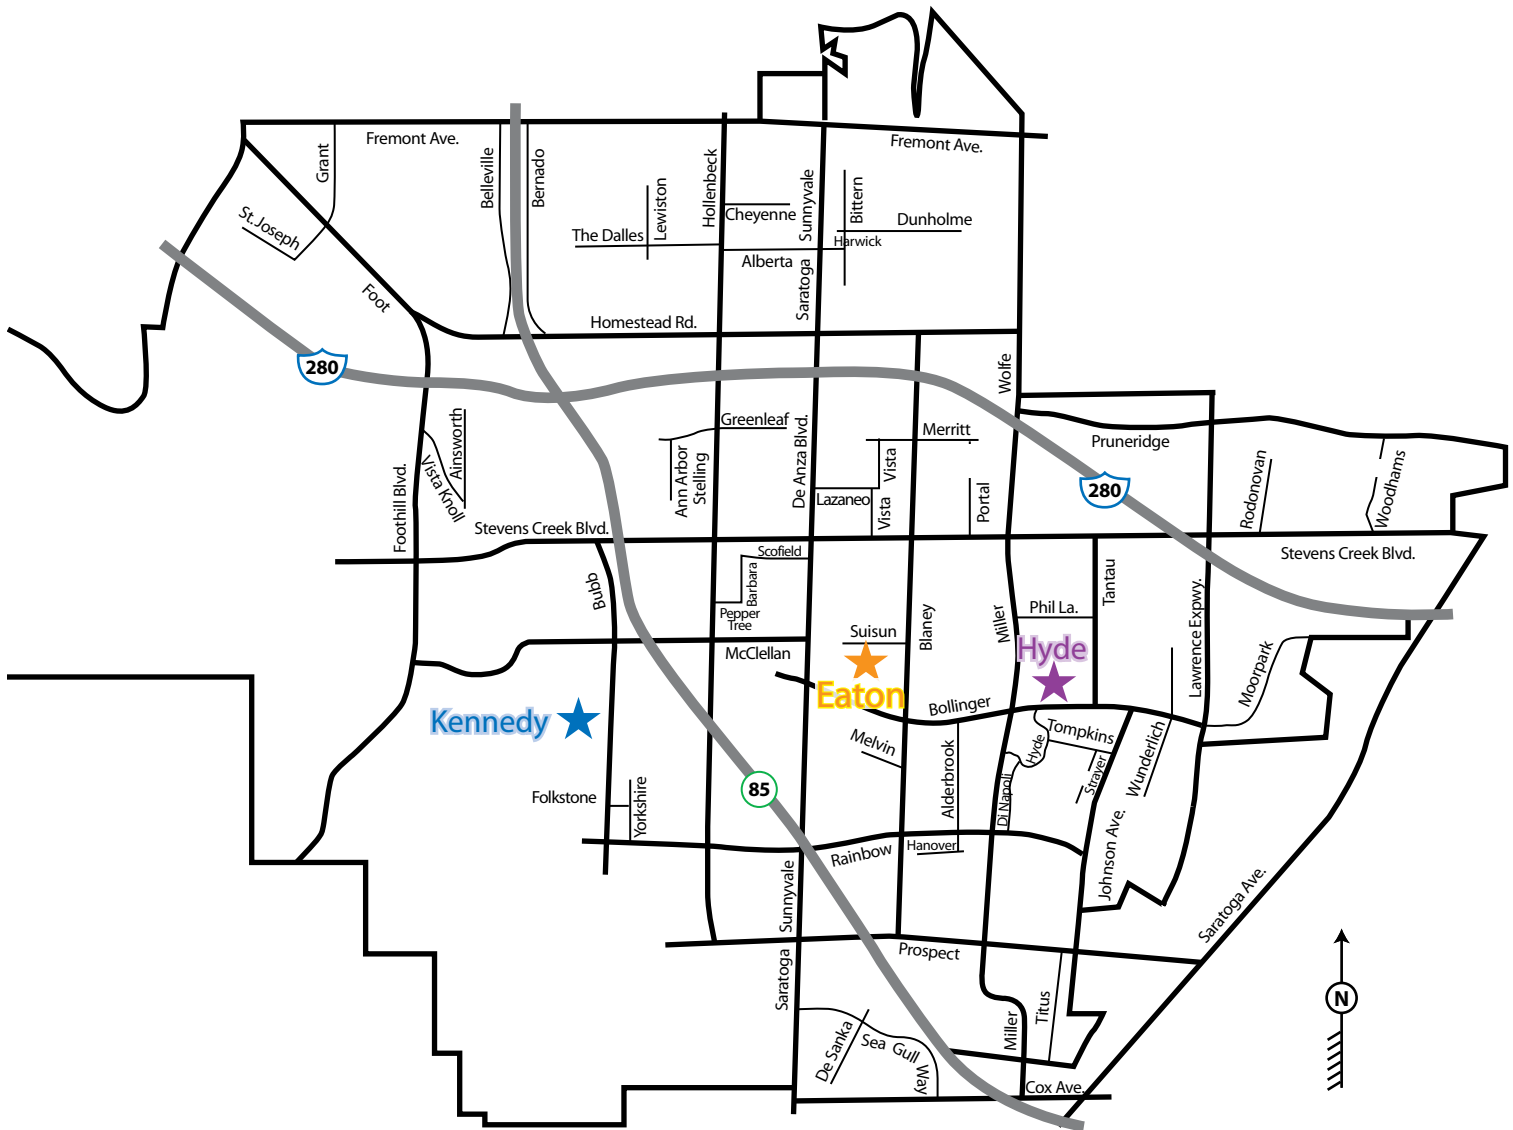 Fremont Ave.
Fremont Ave.
Grant
Belleville
Bernado
Hollenbeck
Sunnyvale
Saratoga
Bittern
Lewiston
Cheyenne
Dunholme
Harwick
The Dalles
Alberta
St. Joseph
Foot
Homestead Rd.
280
Wolfe
Greenleaf
Merritt
Pruneridge
Ainsworth
Vista Knoll
Foothill Blvd.
Ann Arbor
Stelling
De Anza Blvd.
Vista
Lazaneo
Vista
Portal
280
Rodonovan
Woodhams
Stevens Creek Blvd.
Stevens Creek Blvd.
Scofield
Barbara
Pepper
Tree
Bubb
McClellan
Suisun
Blaney
Miller
Phil La.
Tantau
Lawrence Expwy.
Moorpark
Hyde
Eaton
Kennedy
Bollinger
Melvin
Alderbrook
Hyde
Tompkins
Strayer
Wunderlich
Di Napoli
Folkstone
Yorkshire
85
Rainbow
Hanover
Johnson Ave.
Saratoga Ave.
Sunnyvale
Saratoga
Prospect
De Sanka
Sea Gull
Way
Miller
Titus
Cox Ave.
N